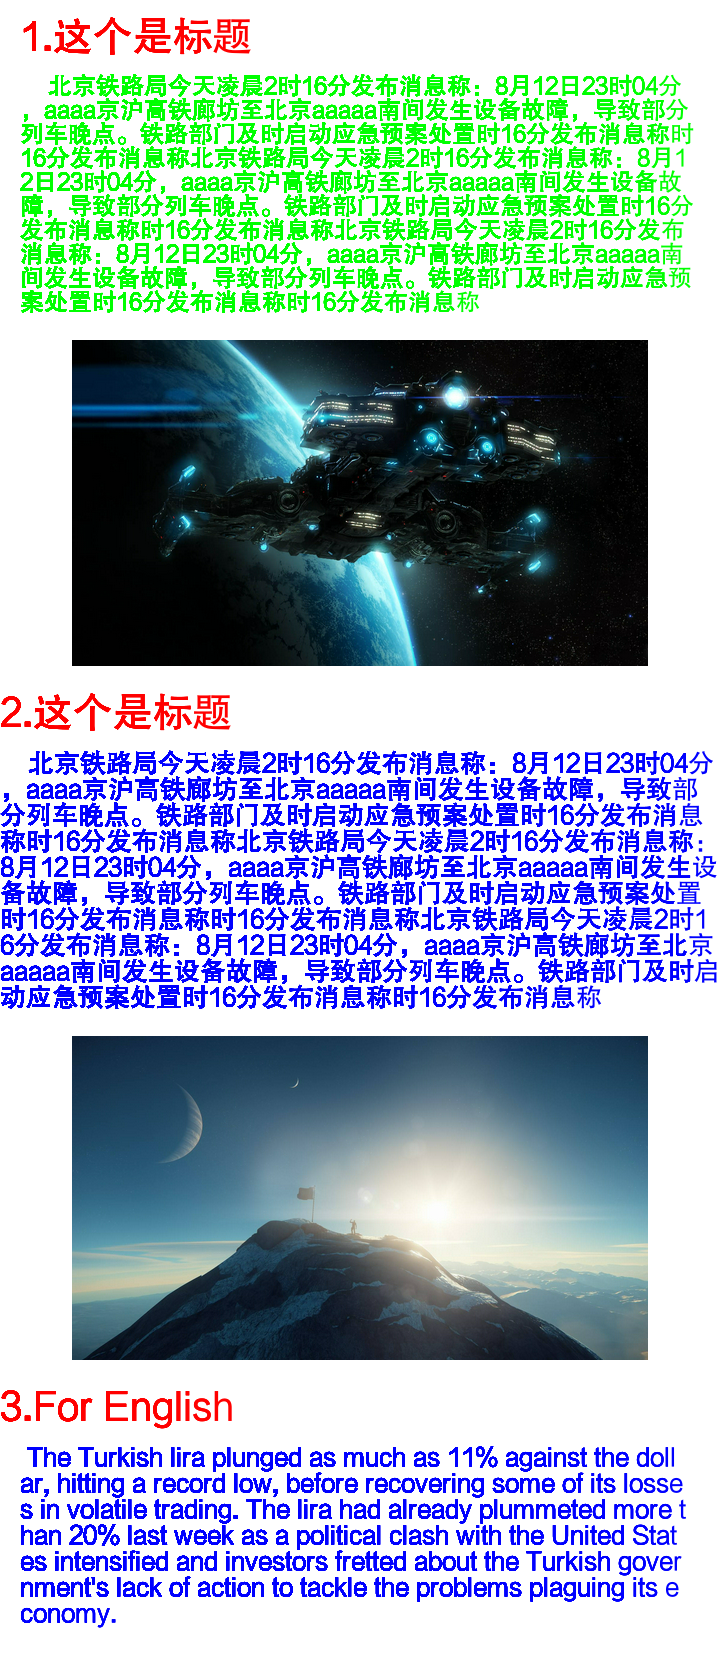 1.这个是标题
北京铁路局今天凌晨2时16分发布消息称：8月12日23时04分
，aaaa京沪高铁廊坊至北京aaaaa南间发生设备故障，导致部分
列车晚点。铁路部门及时启动应急预案处置时16分发布消息称时
16分发布消息称北京铁路局今天凌晨2时16分发布消息称：8月1
2日23时04分，aaaa京沪高铁廊坊至北京aaaaa南间发生设备故
障，导致部分列车晚点。铁路部门及时启动应急预案处置时16分
发布消息称时16分发布消息称北京铁路局今天凌晨2时16分发布
消息称：8月12日23时04分，aaaa京沪高铁廊坊至北京aaaaa南
间发生设备故障，导致部分列车晚点。铁路部门及时启动应急预
案处置时16分发布消息称时16分发布消息称
2.这个是标题
北京铁路局今天凌晨2时16分发布消息称：8月12日23时04分
，aaaa京沪高铁廊坊至北京aaaaa南间发生设备故障，导致部
分列车晚点。铁路部门及时启动应急预案处置时16分发布消息
称时16分发布消息称北京铁路局今天凌晨2时16分发布消息称：
8月12日23时04分，aaaa京沪高铁廊坊至北京aaaaa南间发生设
备故障，导致部分列车晚点。铁路部门及时启动应急预案处置
时16分发布消息称时16分发布消息称北京铁路局今天凌晨2时1
6分发布消息称：8月12日23时04分，aaaa京沪高铁廊坊至北京
aaaaa南间发生设备故障，导致部分列车晚点。铁路部门及时启
动应急预案处置时16分发布消息称时16分发布消息称
3.For English
The Turkish lira plunged as much as 11% against the doll
ar, hitting a record low, before recovering some of its losse
s in volatile trading. The lira had already plummeted more t
han 20% last week as a political clash with the United Stat
es intensified and investors fretted about the Turkish gover
nment's lack of action to tackle the problems plaguing its e
conomy.